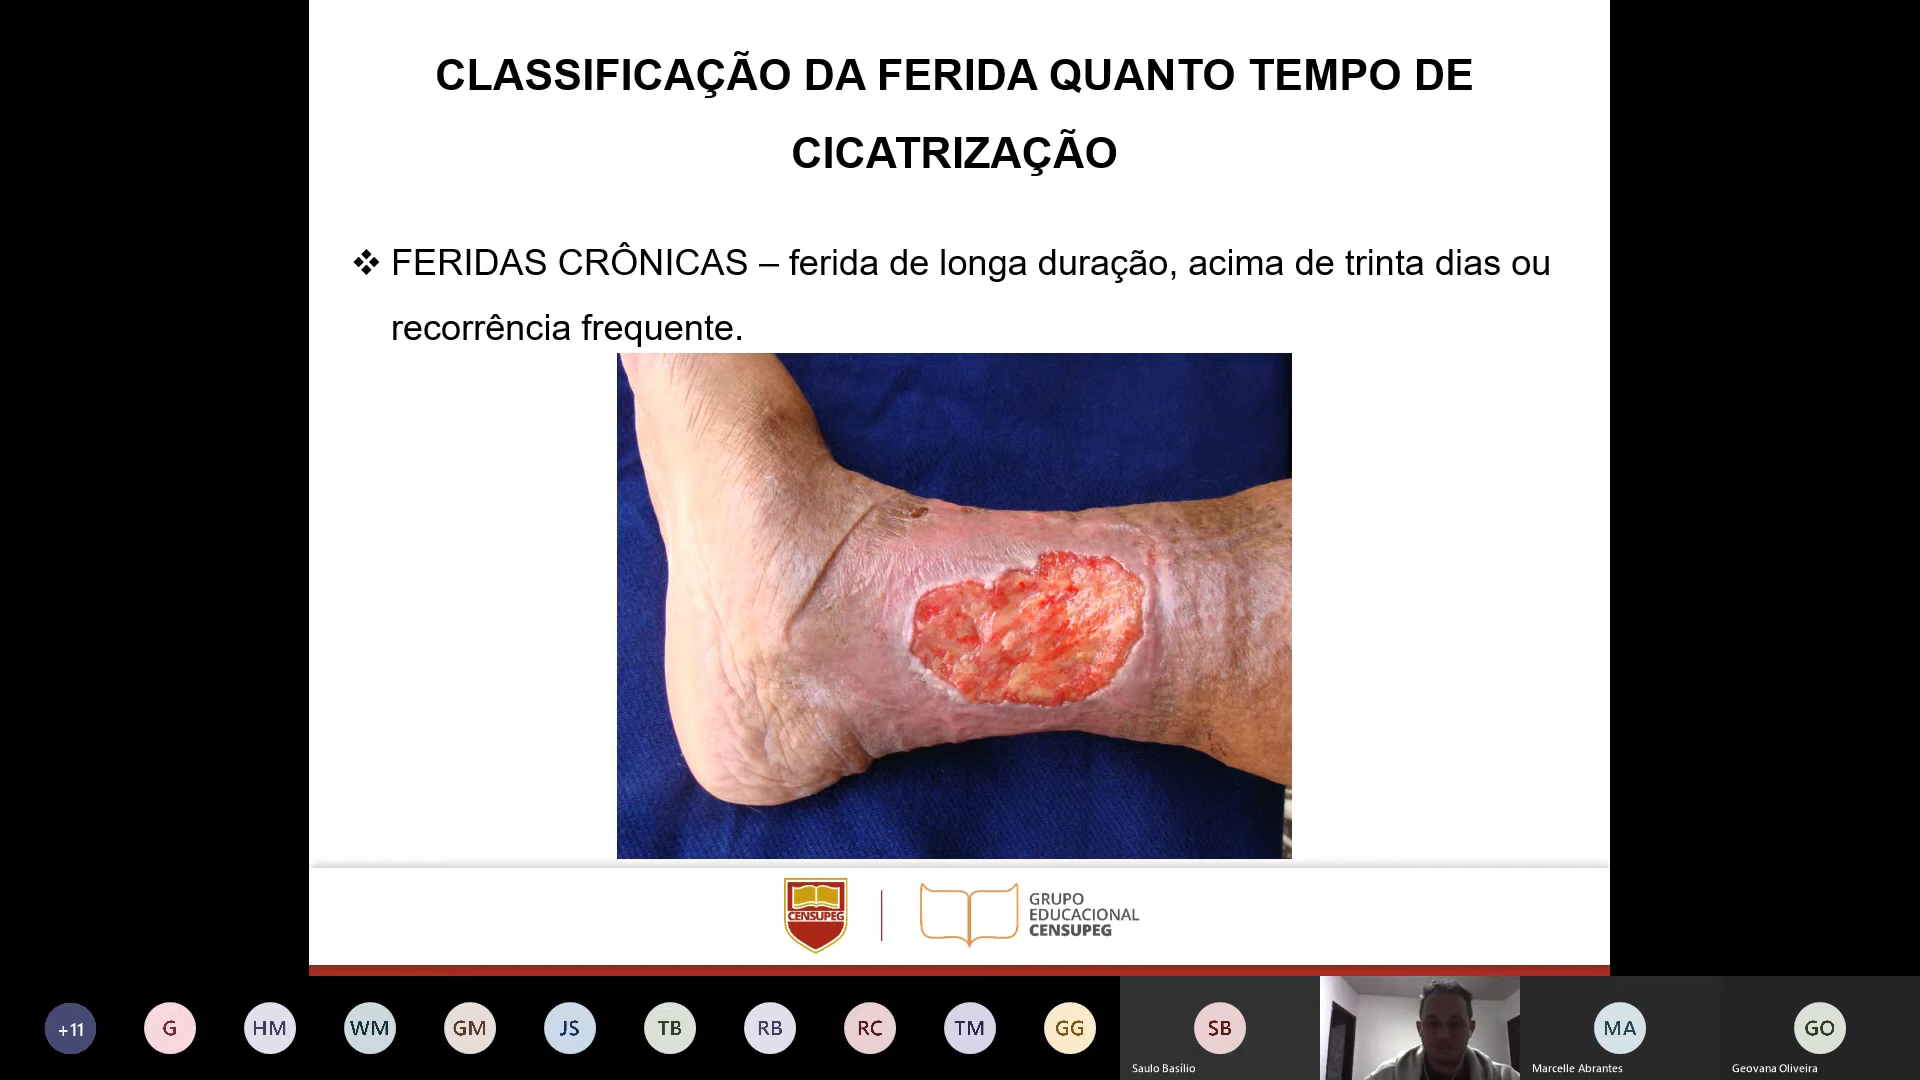 CLASSIFICAÇÃO DA FERIDA QUANTO TEMPO DE
CICATRIZAÇÃO
❖ FERIDAS CRÔNICAS – ferida de longa duração, acima de trinta dias ou
recorrência frequente.
CENSUPEG
GRUPO
EDUCACIONAL
CENSUPEG
+11
G
HM
WM
GM
JS
TB
RB
RC
TM
GG
SB
MA
GO
Saulo Basílio
Marcelle Abrantes
Geovana Oliveira